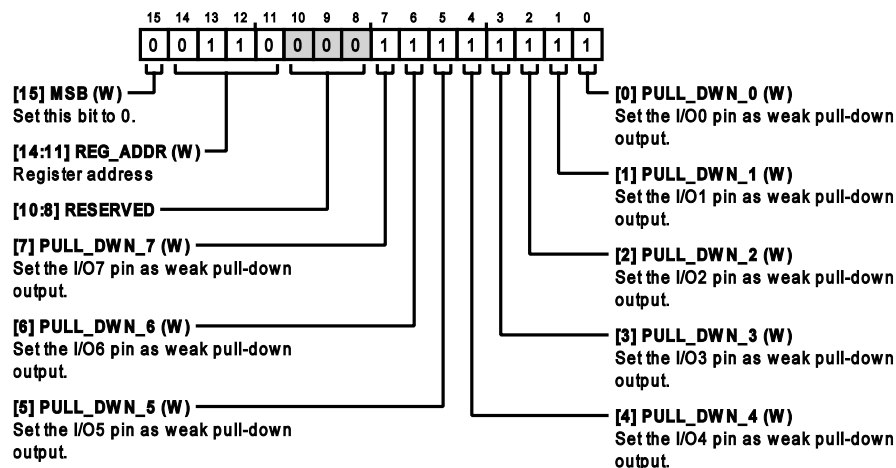 15 14 13 12 11 10 9 8 7 6 5 4 3 2 1 0
0 0 1 1 0 0 0 0 1 1 1 1 1 1 1 1
[15] MSB (W)
Set this bit to 0.
[14:11] REG_ADDR (W)
Register address
[10:8] RESERVED
[7] PULL_DWN_7 (W)
Set the I/O7 pin as weak pull-down
output.
[6] PULL_DWN_6 (W)
Set the I/O6 pin as weak pull-down
output.
[5] PULL_DWN_5 (W)
Set the I/O5 pin as weak pull-down
output.
[0] PULL_DWN_0 (W)
Set the I/O0 pin as weak pull-down
output.
[1] PULL_DWN_1 (W)
Set the I/O1 pin as weak pull-down
output.
[2] PULL_DWN_2 (W)
Set the I/O2 pin as weak pull-down
output.
[3] PULL_DWN_3 (W)
Set the I/O3 pin as weak pull-down
output.
[4] PULL_DWN_4 (W)
Set the I/O4 pin as weak pull-down
output.